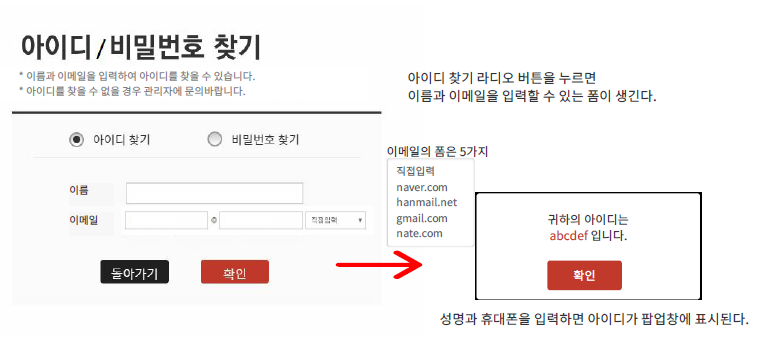 아이디/비밀번호 찾기
* 이름과 이메일을 입력하여 아이디를 찾을 수 있습니다.
* 아이디를 찾을 수 없을 경우 관리자에 문의바랍니다.
아이디 찾기 라디오 버튼을 누르면
이름과 이메일을 입력할 수 있는 폼이 생긴다.
아이디 찾기 비밀번호 찾기
이메일의 폼은 5가지
직접입력
naver.com
hanmail.net
gmail.com
nate.com
이름
이메일 @ 직접입력
돌아가기 확인
귀하의 아이디는
abcdef 입니다.
확인
성명과 휴대폰을 입력하면 아이디가 팝업창에 표시된다.